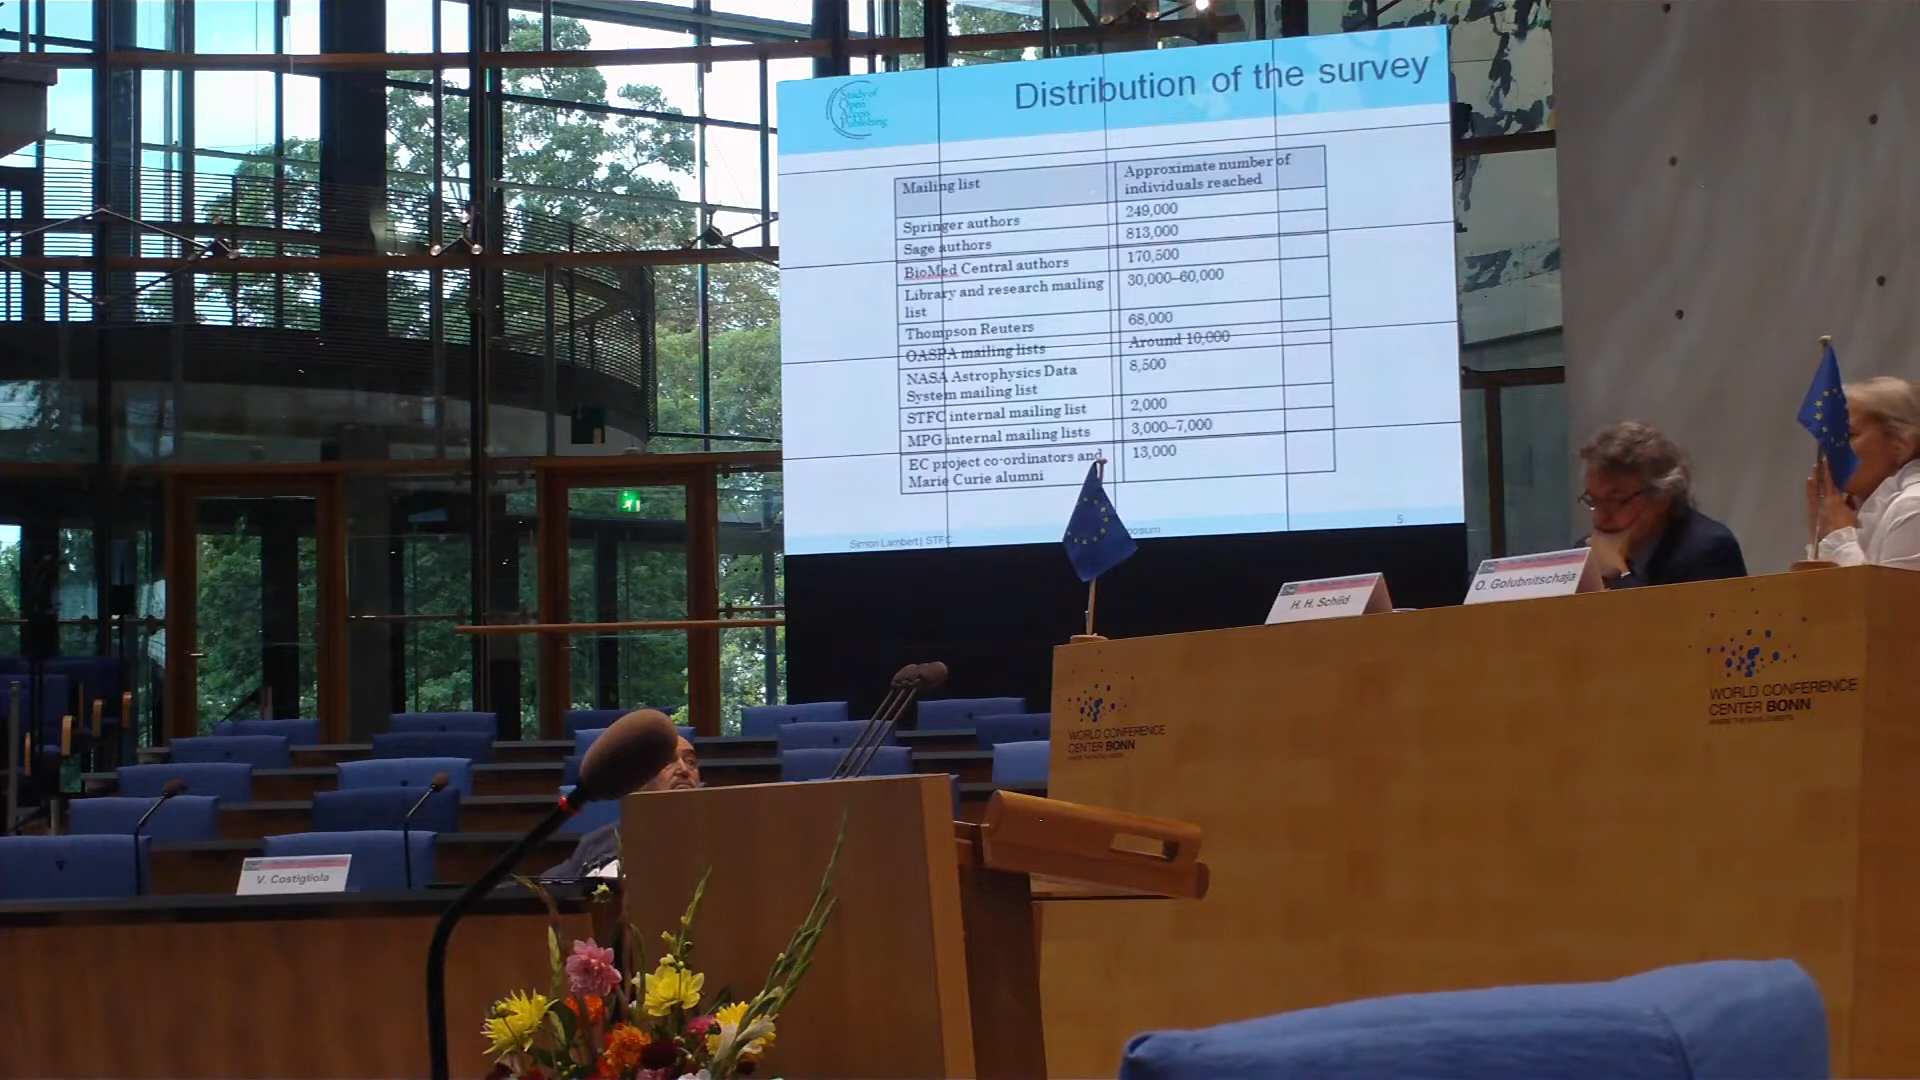 Study of
Open
Access
Publishing
Distribution of the survey
Mailing list
Approximate number of
individuals reached
Springer authors
249,000
Sage authors
813,000
BioMed Central authors
170,500
Library and research mailing
list
30,000–60,000
Thompson Reuters
68,000
OASPA mailing lists
Around 10,000
NASA Astrophysics Data
System mailing list
8,500
STFC internal mailing list
2,000
MPG internal mailing lists
3,000–7,000
EC project co-ordinators and
Marie Curie alumni
13,000
Simon Lambert | STFC
5
H. H. Schild
O. Golubnitschaja
WORLD CONFERENCE
CENTER BONN
WORLD CONFERENCE
CENTER BONN
V. Costigliola